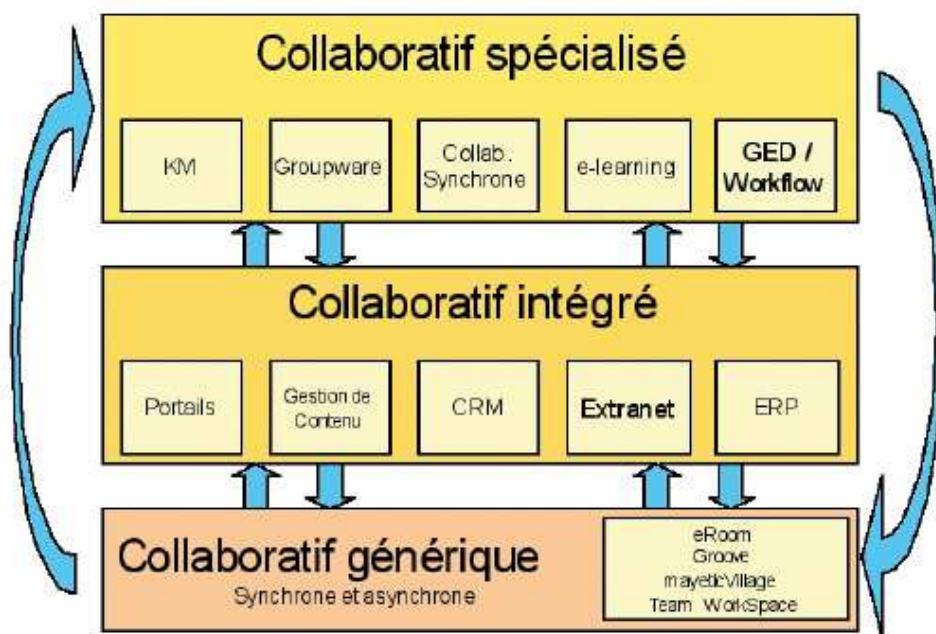 Collaboratif spécialisé
KM
Groupware
Collab.
Synchrone
e-learning
GED /
Workflow
Collaboratif intégré
Portails
Gestion de
Contenu
CRM
Extranet
ERP
Collaboratif générique
Synchrone et asynchrone
eRoom
Groove
mayeticVillage
Team WorkSpace